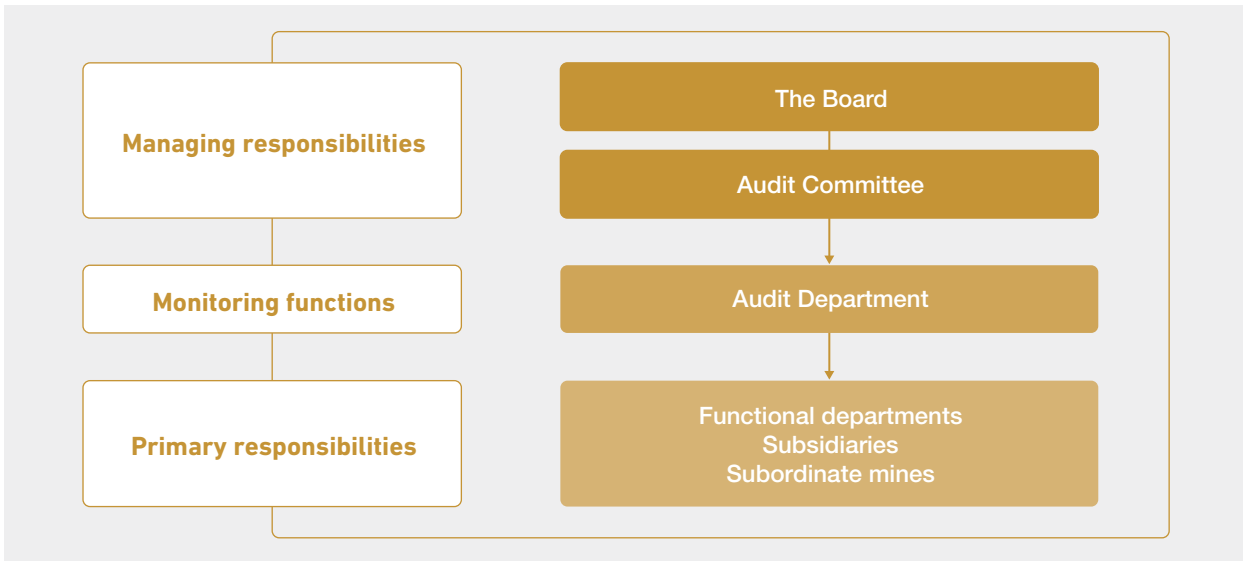 Managing responsibilities
The Board
Audit Committee
Monitoring functions
Audit Department
Primary responsibilities
Functional departments
Subsidiaries
Subordinate mines